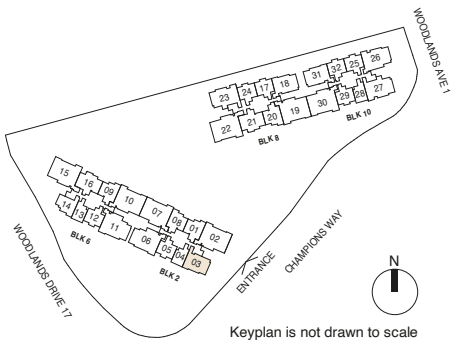 WOODLANDS AVE 1
23 24 17 18 31 32 25 26
22 21 20 19 30 29 28 27
BLK 8
BLK 10
15 16 09 10 07 08 01 02
14 13 12 11 06 05 04 03
BLK 6
BLK 2
WOODLANDS DRIVE 17
ENTRANCE
CHAMPIONS WAY
N
Keyplan is not drawn to scale